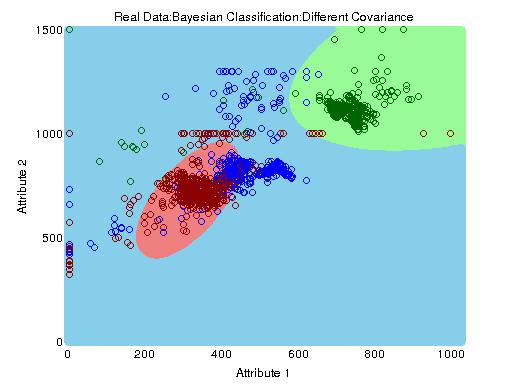 Real Data:Bayesian Classification:Different Covariance
1500
1000
500
0
Attribute 2
0 200 400 600 800 1000
Attribute 1